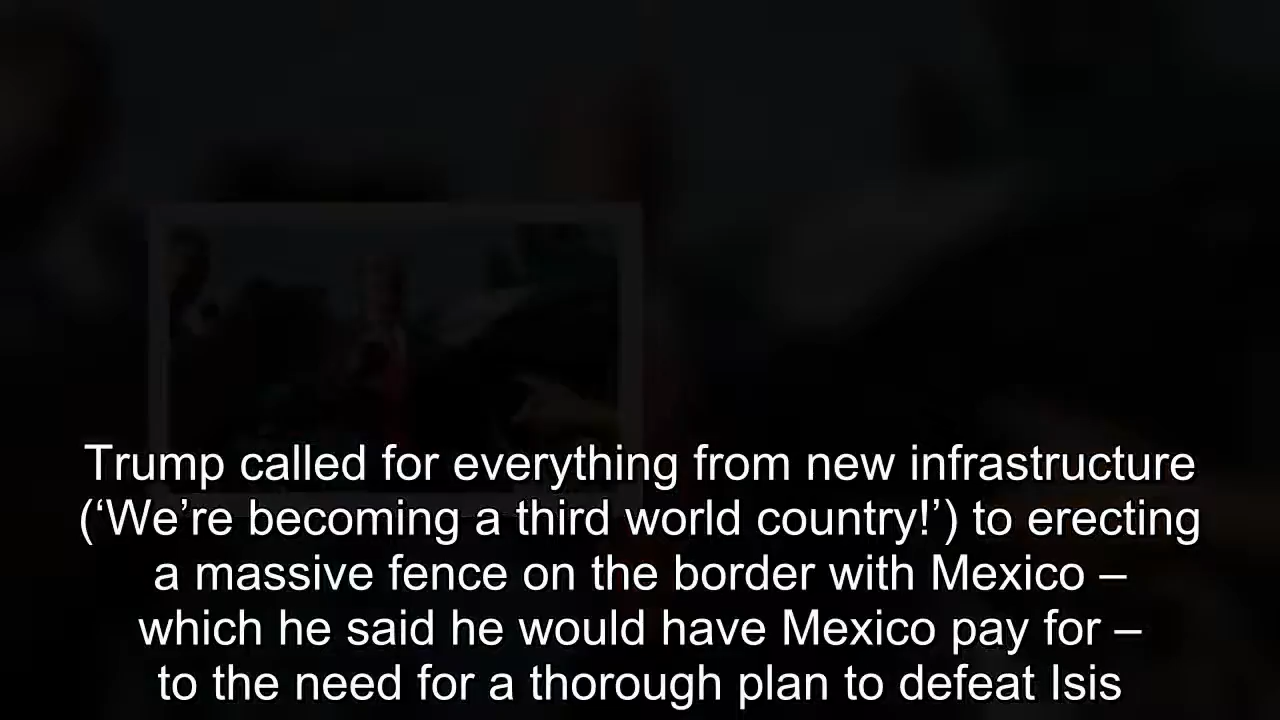 Trump called for everything from new infrastructure
(‘We’re becoming a third world country!’) to erecting
a massive fence on the border with Mexico –
which he said he would have Mexico pay for –
to the need for a thorough plan to defeat Isis